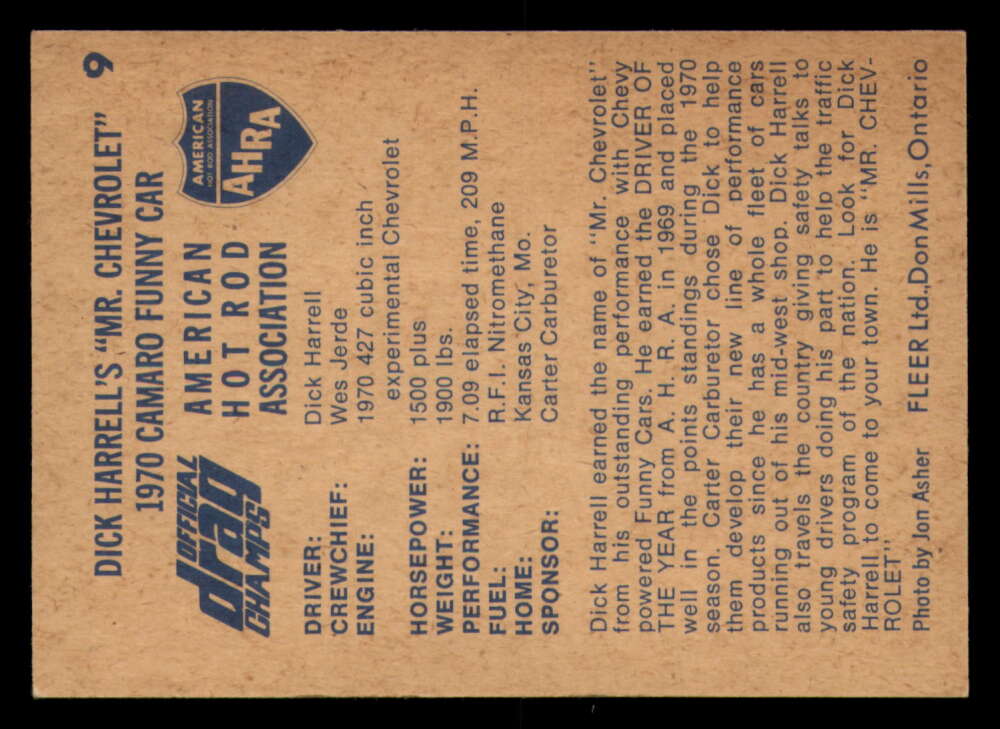 DICK HARRELL'S "MR. CHEVROLET" 9
1970 CAMARO FUNNY CAR
OFFICIAL
drag
CHAMPS
AMERICAN
HOT ROD
ASSOCIATION
AMERICAN
HOT ROD ASSOCIATION
AHRA
DRIVER: Dick Harrell
CREWCHIEF: Wes Jerde
ENGINE: 1970 427 cubic inch
experimental Chevrolet
HORSEPOWER: 1500 plus
WEIGHT: 1900 lbs.
PERFORMANCE: 7.09 elapsed time, 209 M.P.H.
FUEL: R.F.I. Nitromethane
HOME: Kansas City, Mo.
SPONSOR: Carter Carburetor
Dick Harrell earned the name of "Mr. Chevrolet"
from his outstanding performance with Chevy
powered Funny Cars. He earned the DRIVER OF
THE YEAR from A. H. R. A. in 1969 and placed
well in the points standings during the 1970
season. Carter Carburetor chose Dick to help
them develop their new line of performance
products since he has a whole fleet of cars
running out of his mid-west shop. Dick Harrell
also travels the country giving safety talks to
young drivers doing his part to help the traffic
safety program of the nation. Look for Dick
Harrell to come to your town. He is "MR. CHEV-
ROLET"
Photo by Jon Asher FLEER Ltd., Don Mills, Ontario